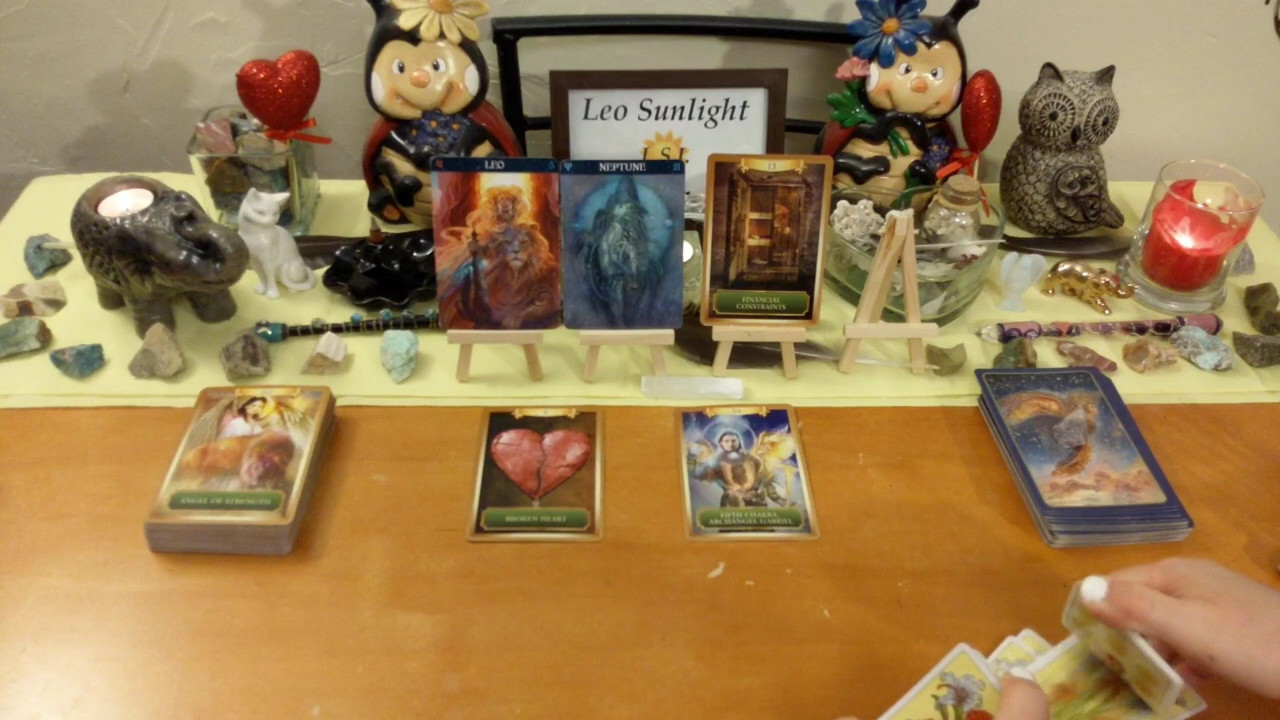 Leo Sunlight
LEO
NEPTUNE
13
FINANCIAL
CONSTRAINTS
ANGEL OF STRENGTH
BROKEN HEART
FIFTH CHAKRA,
ARCHANGEL GABRIEL